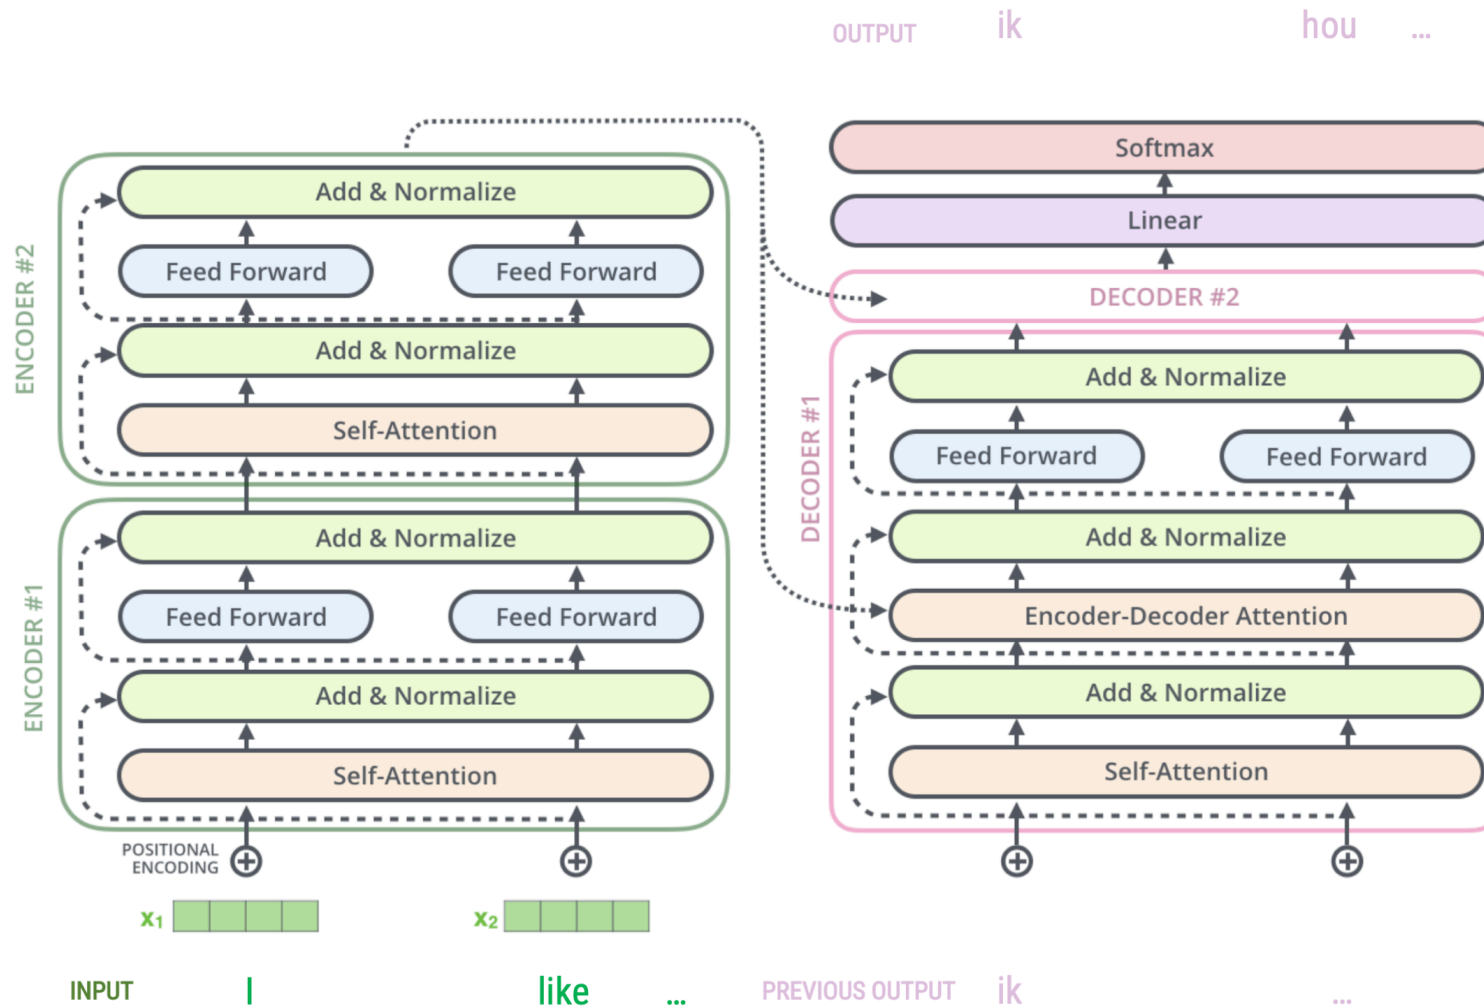 OUTPUT ik hou ...
Softmax
Linear
DECODER #2
DECODER #1
Add & Normalize
Feed Forward Feed Forward
Add & Normalize
Encoder-Decoder Attention
Add & Normalize
Self-Attention
ENCODER #2
Add & Normalize
Feed Forward Feed Forward
Add & Normalize
Self-Attention
ENCODER #1
Add & Normalize
Feed Forward Feed Forward
Add & Normalize
Self-Attention
POSITIONAL
ENCODING
x₁ x₂
INPUT I like ...
PREVIOUS OUTPUT ik ...